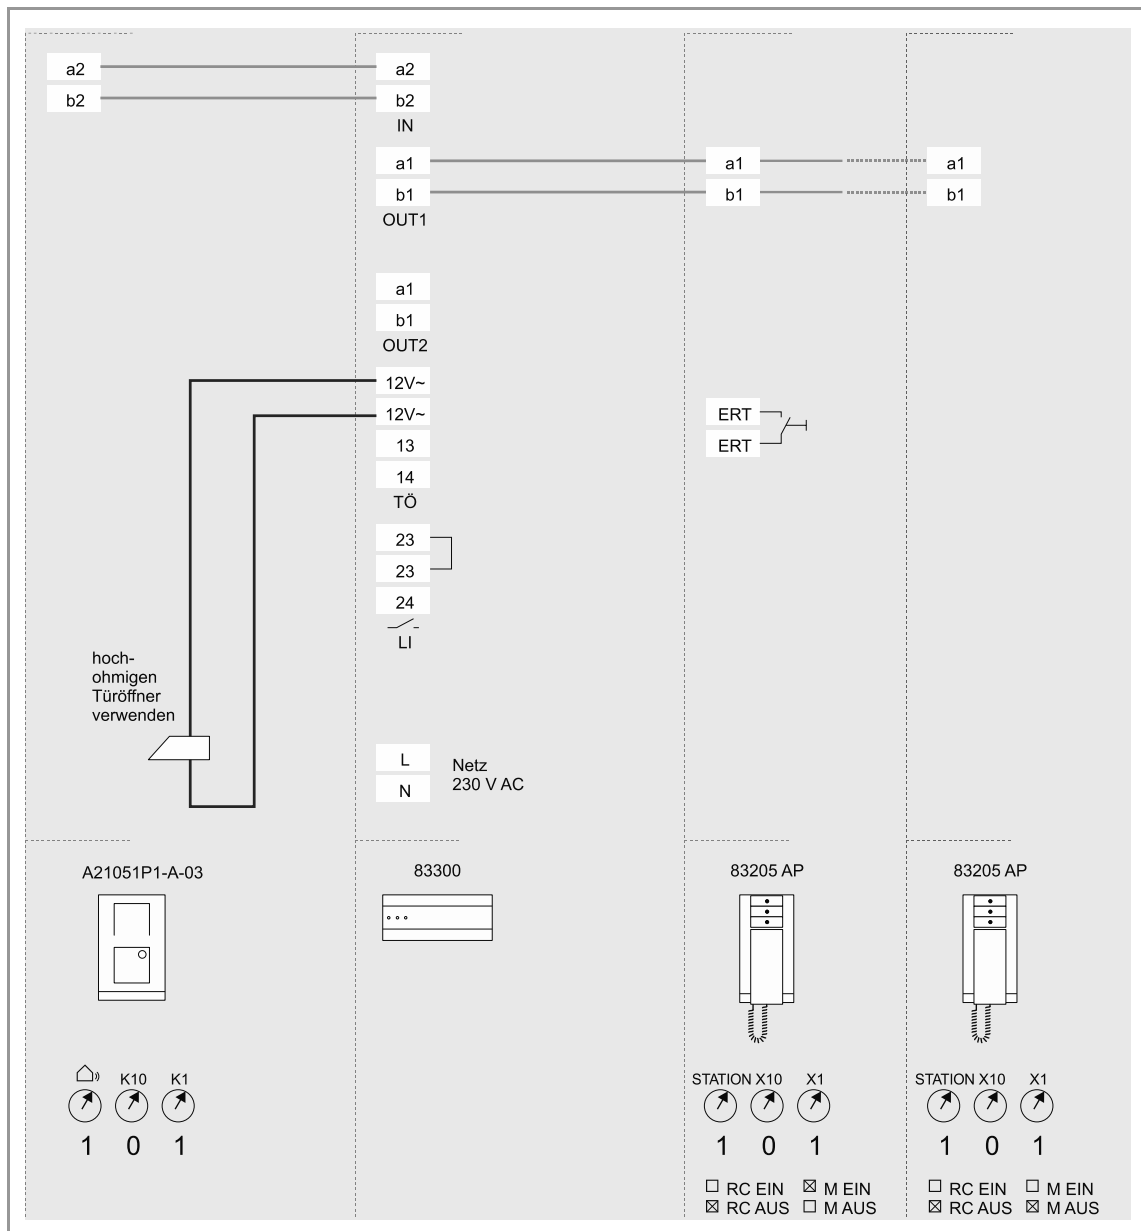 a2
b2
a2
b2
IN
a1
b1
OUT1
a1
b1
a1
b1
a1
b1
OUT2
12V~
12V~
13
14
TÖ
ERT
ERT
23
23
24
LI
hoch-
ohmigen
Türöffner
verwenden
L
N
Netz
230 V AC
A21051P1-A-03
83300
83205 AP
83205 AP
K10 K1
1 0 1
STATION X10 X1
1 0 1
STATION X10 X1
1 0 1
RC EIN M EIN
RC AUS M AUS
RC EIN M EIN
RC AUS M AUS